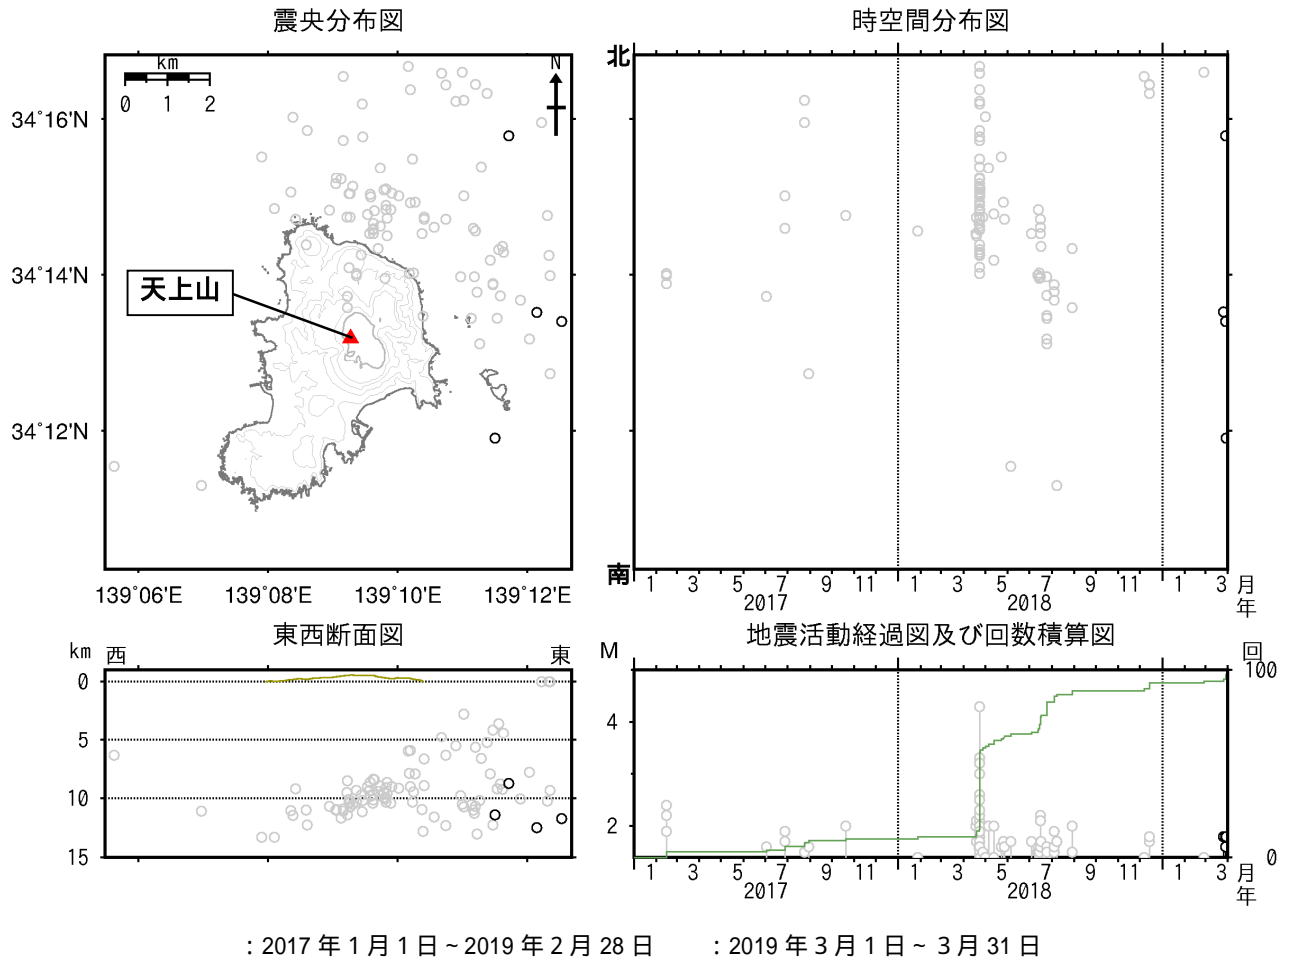 震央分布図
km
0 1 2
N
34°16'N
34°14'N
34°12'N
天上山
139°06'E 139°08'E 139°10'E 139°12'E
時空間分布図
北
南
1 3 5 7 9 11 1 3 5 7 9 11 1 3 月
2017 2018 年
東西断面図
km 西 東
0
5
10
15
地震活動経過図及び回数積算図
M 回
100
4
2
0
1 3 5 7 9 11 1 3 5 7 9 11 1 3 月
2017 2018 年
：2017 年 1 月 1 日 ~ 2019 年 2 月 28 日 ：2019 年 3 月 1 日 ~ 3 月 31 日